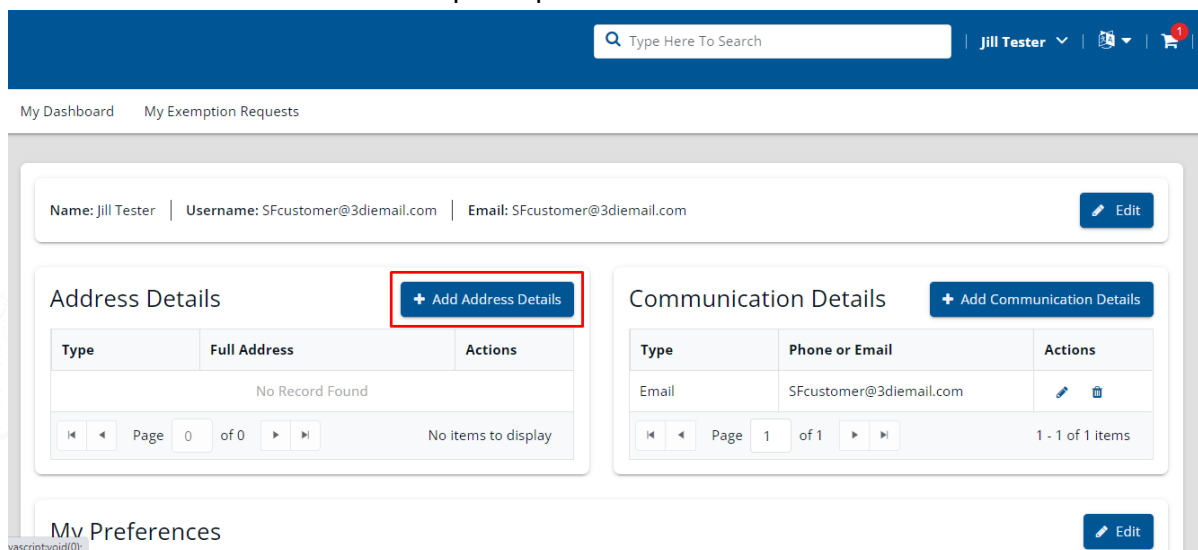 Type Here To Search
Jill Tester
1
My Dashboard My Exemption Requests
Name: Jill Tester Username: SFcustomer@3diemail.com Email: SFcustomer@3diemail.com
Edit
Address Details
+ Add Address Details
Type Full Address Actions
No Record Found
Page 0 of 0 No items to display
Communication Details
+ Add Communication Details
Type Phone or Email Actions
Email SFcustomer@3diemail.com
Page 1 of 1 1 - 1 of 1 items
My Preferences
Edit
vascript:void(0);